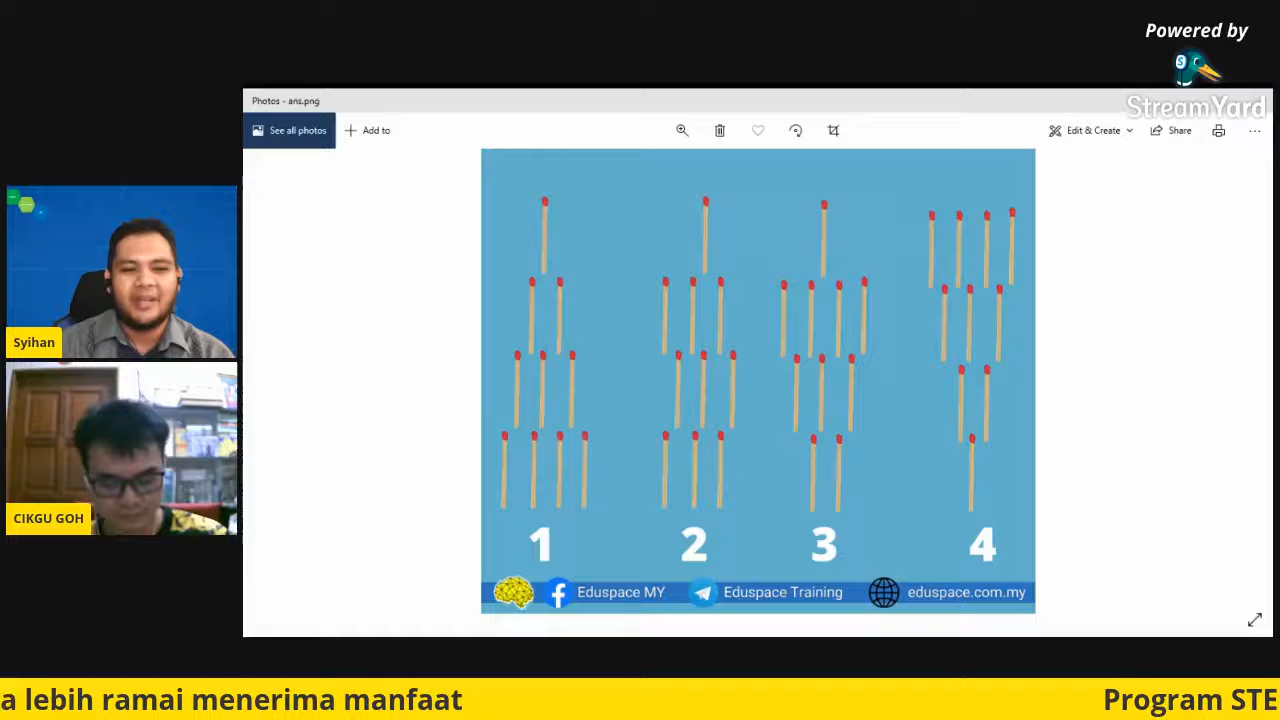 Powered by
StreamYard
Photos - ans.png
See all photos
Add to
Edit & Create
Share
Syihan
CIKGU GOH
1 2 3 4
Eduspace MY
Eduspace Training
eduspace.com.my
a lebih ramai menerima manfaat
Program STE